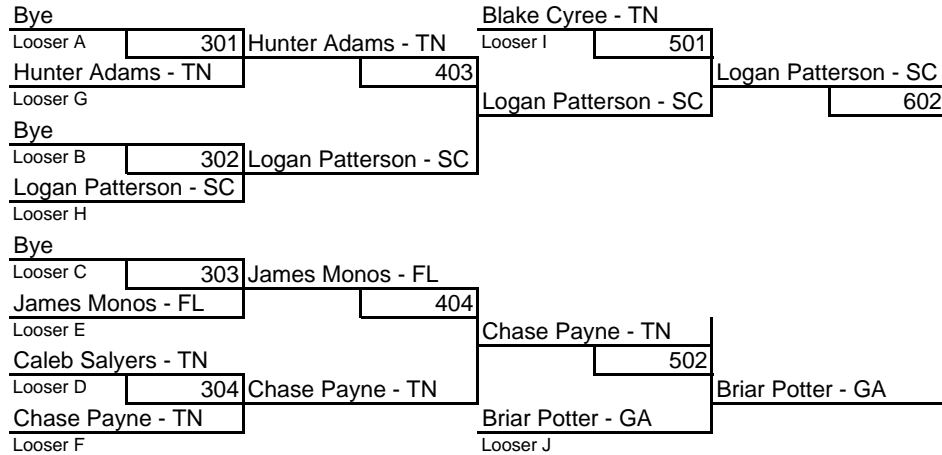 Bye
Blake Cyree - TN
Looser A
301
Hunter Adams - TN
Looser I
501
Hunter Adams - TN
403
Logan Patterson - SC
Looser G
Logan Patterson - SC
602
Bye
Looser B
302
Logan Patterson - SC
Logan Patterson - SC
Looser H
Bye
Looser C
303
James Monos - FL
James Monos - FL
404
Looser E
Chase Payne - TN
Caleb Salyers - TN
502
Looser D
304
Chase Payne - TN
Briar Potter - GA
Chase Payne - TN
Briar Potter - GA
Looser F
Looser J